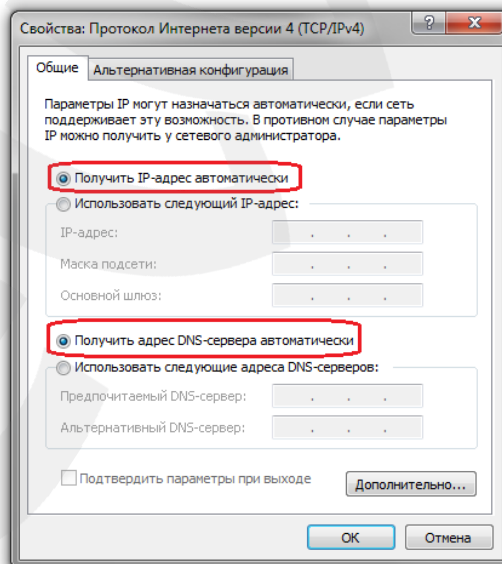 Свойства: Протокол Интернета версии 4 (TCP/IPv4)
Общие
Альтернативная конфигурация
Параметры IP могут назначаться автоматически, если сеть
поддерживает эту возможность. В противном случае параметры
IP можно получить у сетевого администратора.
Получить IP-адрес автоматически
Использовать следующий IP-адрес:
IP-адрес:
Маска подсети:
Основной шлюз:
Получить адрес DNS-сервера автоматически
Использовать следующие адреса DNS-серверов:
Предпочитаемый DNS-сервер:
Альтернативный DNS-сервер:
Подтвердить параметры при выходе
Дополнительно...
ОК
Отмена